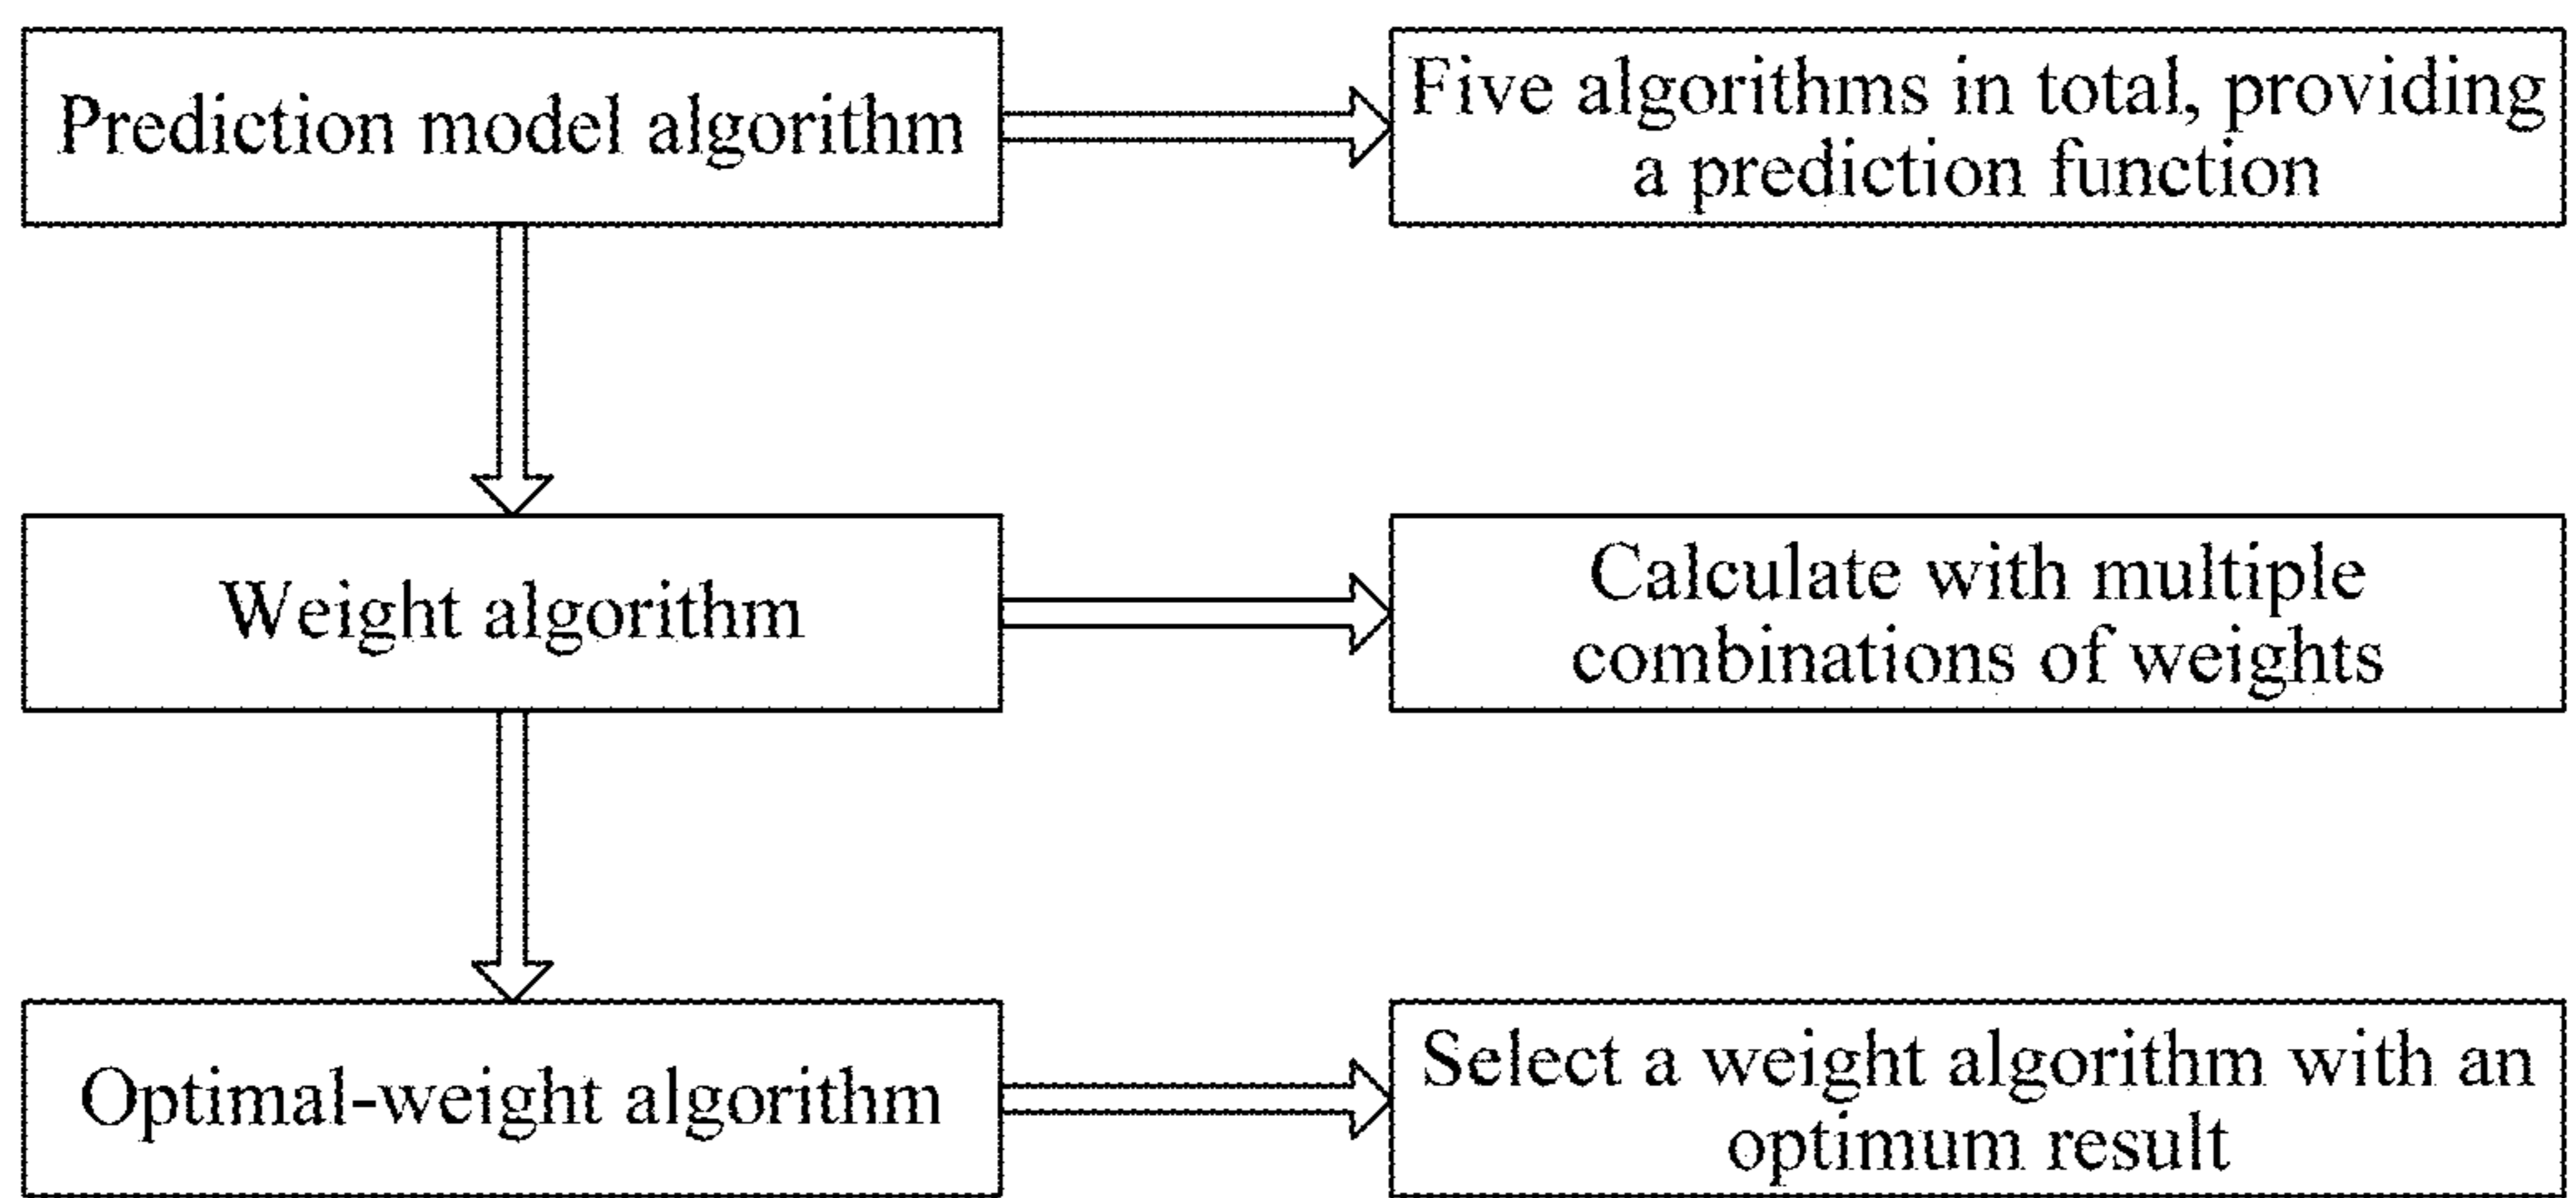 Prediction model algorithm
Five algorithms in total, providing
a prediction function
Weight algorithm
Calculate with multiple
combinations of weights
Optimal-weight algorithm
Select a weight algorithm with an
optimum result